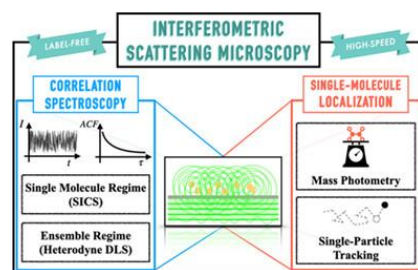 INTERFEROMETRIC
SCATTERING MICROSCOPY
LABEL-FREE
HIGH-SPEED
CORRELATION
SPECTROSCOPY
I
t
ACF
τ
Single Molecule Regime
(SICS)
Ensemble Regime
(Heterodyne DLS)
SINGLE-MOLECULE
LOCALIZATION
Mass Photometry
Single-Particle
Tracking